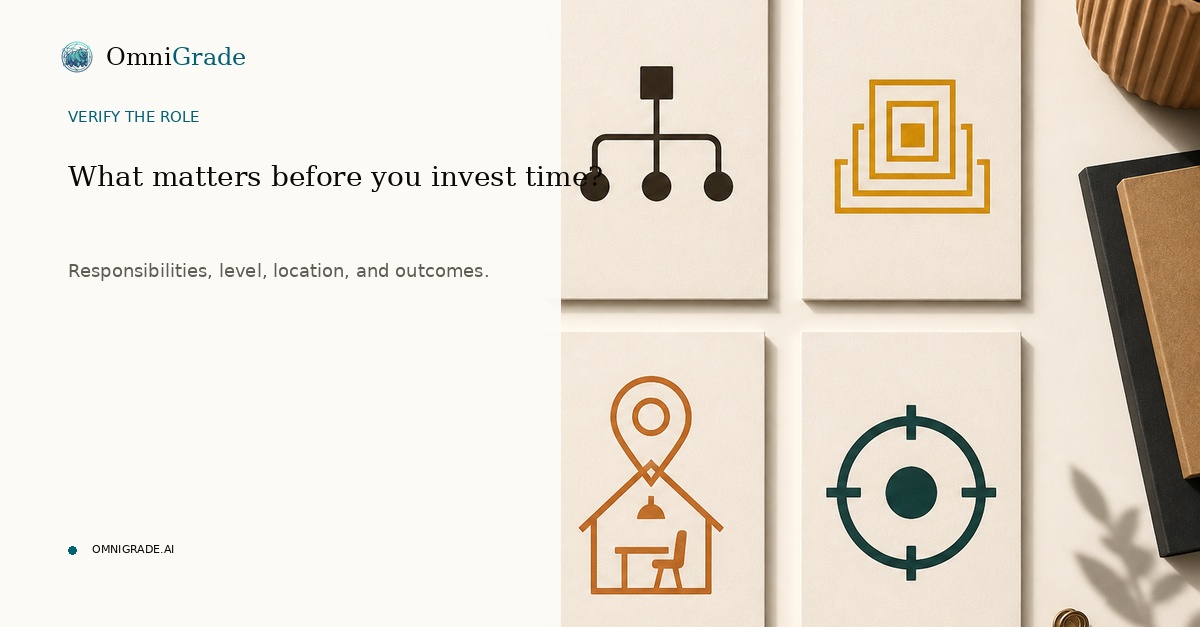 OmniGrade
VERIFY THE ROLE
What matters before you invest time?
Responsibilities, level, location, and outcomes.
OMNIGRADE.AI